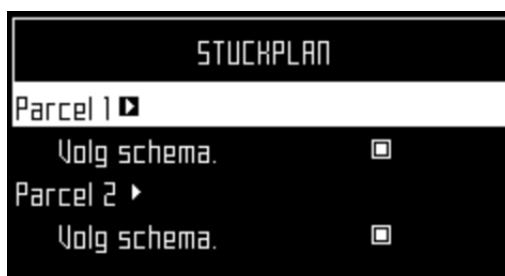 STUCKPLAN
Parcel 1
Volg schema.
Parcel 2
Volg schema.